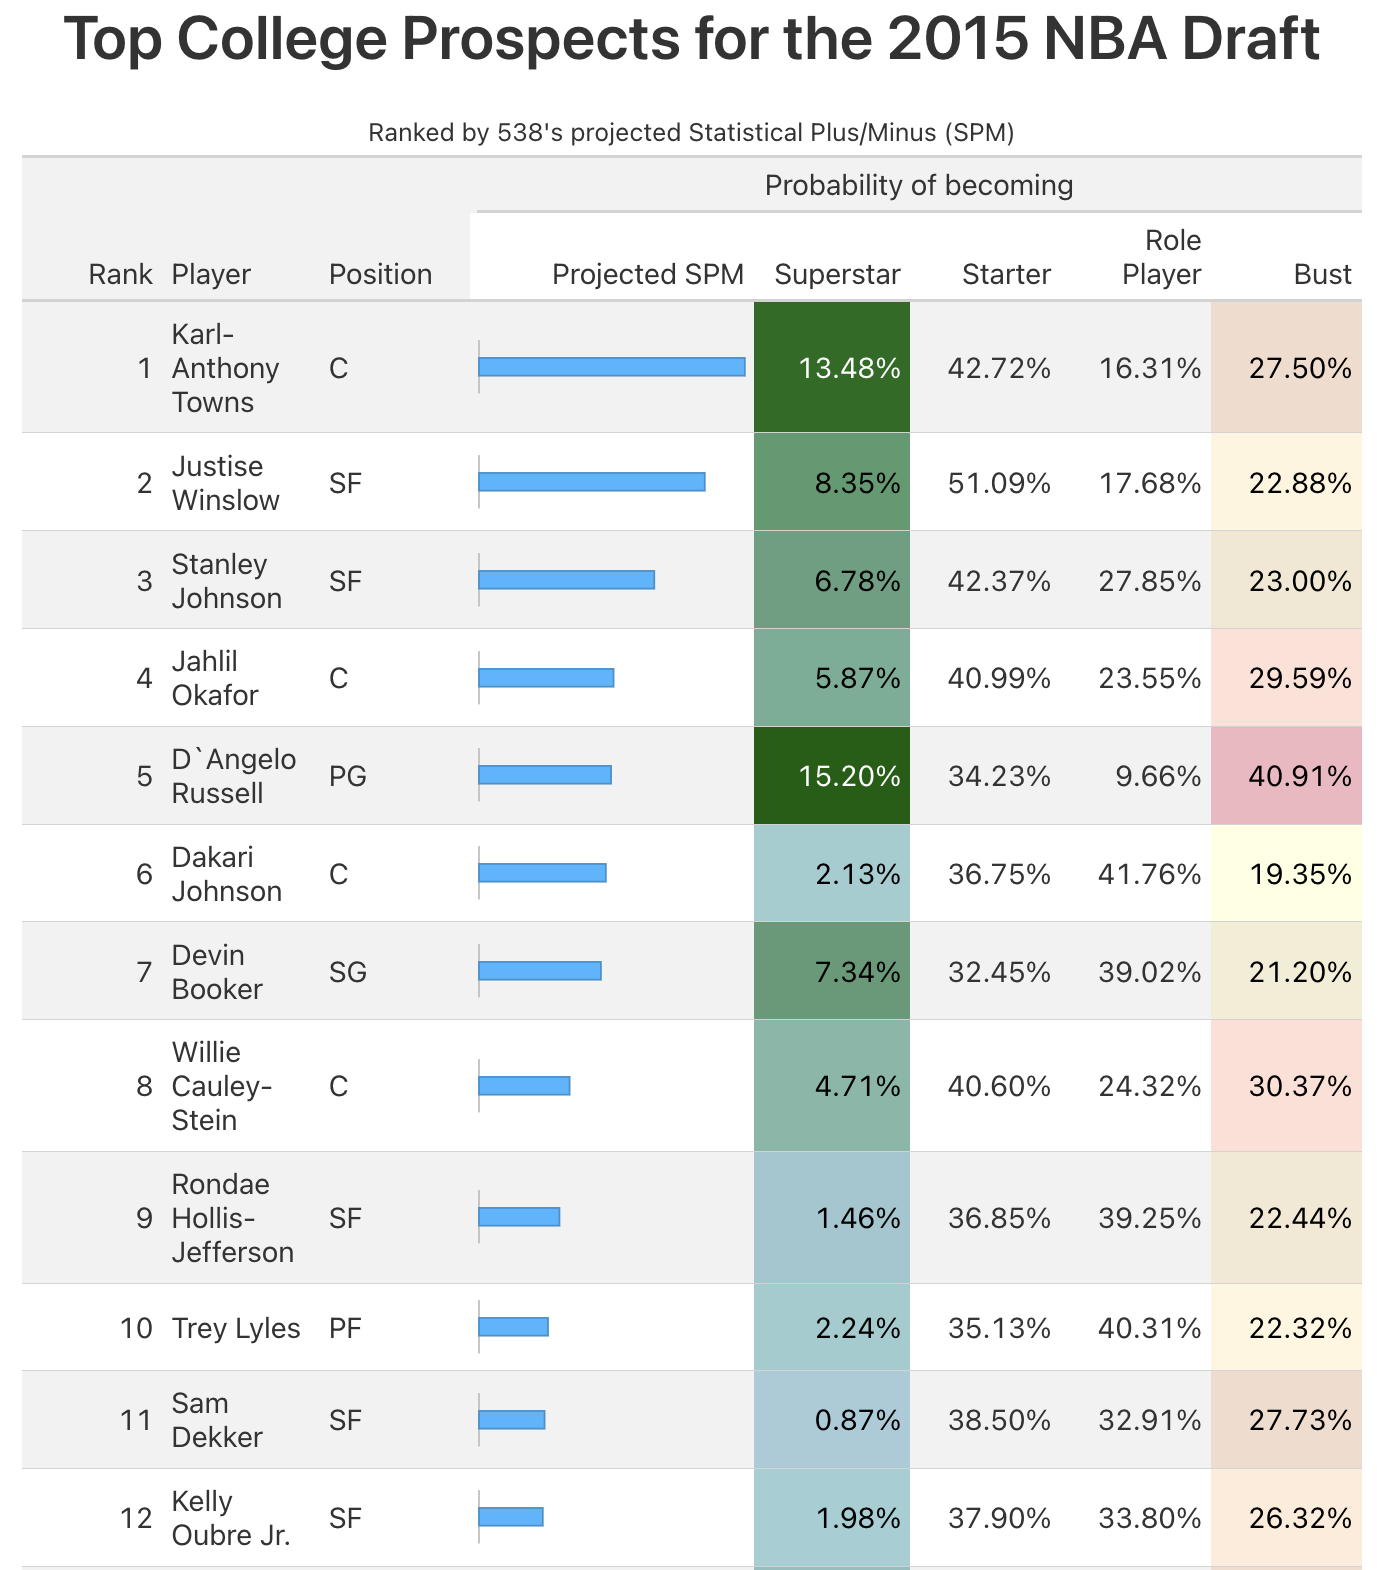 Top College Prospects for the 2015 NBA Draft
Ranked by 538's projected Statistical Plus/Minus (SPM)
Probability of becoming
Rank Player Position Projected SPM Superstar Starter Role Player Bust
1 Karl-Anthony Towns C 13.48% 42.72% 16.31% 27.50%
2 Justise Winslow SF 8.35% 51.09% 17.68% 22.88%
3 Stanley Johnson SF 6.78% 42.37% 27.85% 23.00%
4 Jahlil Okafor C 5.87% 40.99% 23.55% 29.59%
5 D`Angelo Russell PG 15.20% 34.23% 9.66% 40.91%
6 Dakari Johnson C 2.13% 36.75% 41.76% 19.35%
7 Devin Booker SG 7.34% 32.45% 39.02% 21.20%
8 Willie Cauley-Stein C 4.71% 40.60% 24.32% 30.37%
9 Rondae Hollis-Jefferson SF 1.46% 36.85% 39.25% 22.44%
10 Trey Lyles PF 2.24% 35.13% 40.31% 22.32%
11 Sam Dekker SF 0.87% 38.50% 32.91% 27.73%
12 Kelly Oubre Jr. SF 1.98% 37.90% 33.80% 26.32%